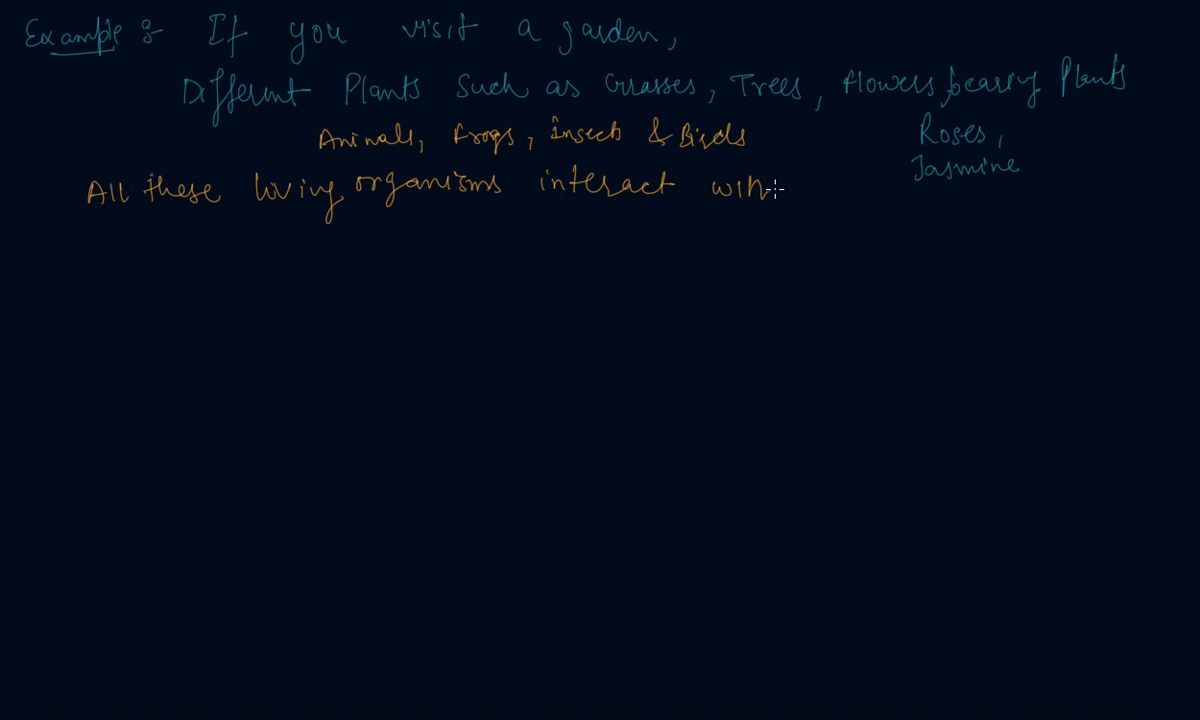 Example :- If you visit a garden,
Different Plants Such as Grasses, Trees, flowers bearing Plants
Animals, frogs, Insects & Birds
Roses,
Jasmine
All these living organisms interact with